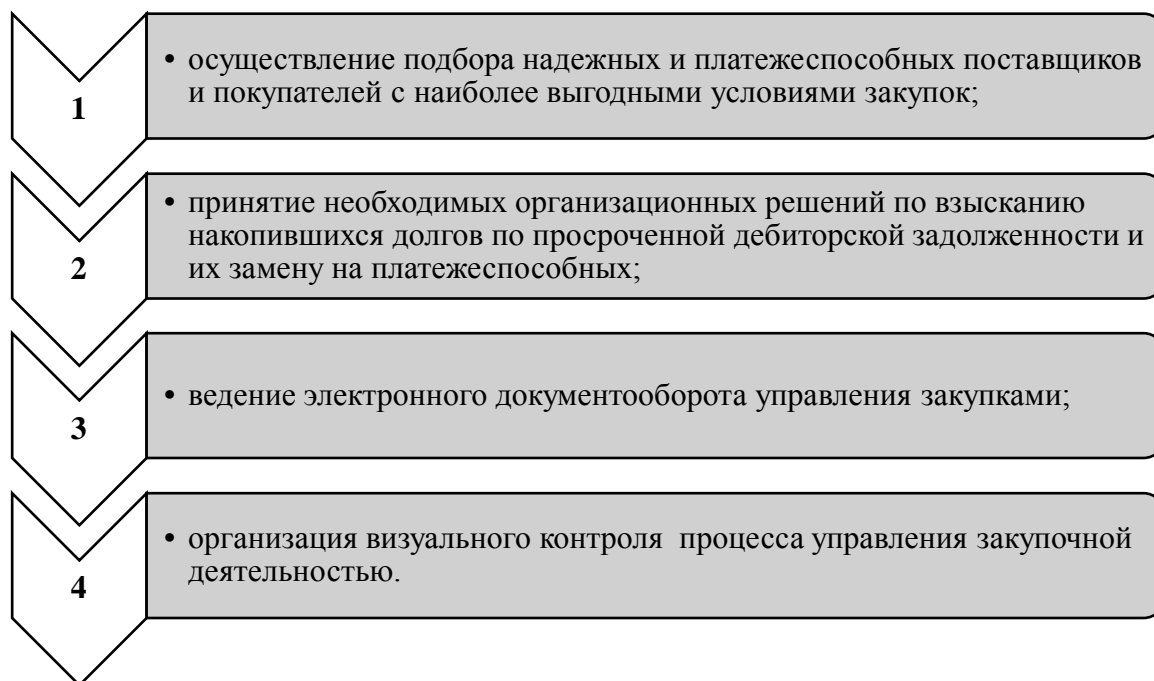 1
• осуществление подбора надежных и платежеспособных поставщиков
и покупателей с наиболее выгодными условиями закупок;
2
• принятие необходимых организационных решений по взысканию
накопившихся долгов по просроченной дебиторской задолженности и
их замену на платежеспособных;
3
• ведение электронного документооборота управления закупками;
4
• организация визуального контроля  процесса управления закупочной
деятельностью.